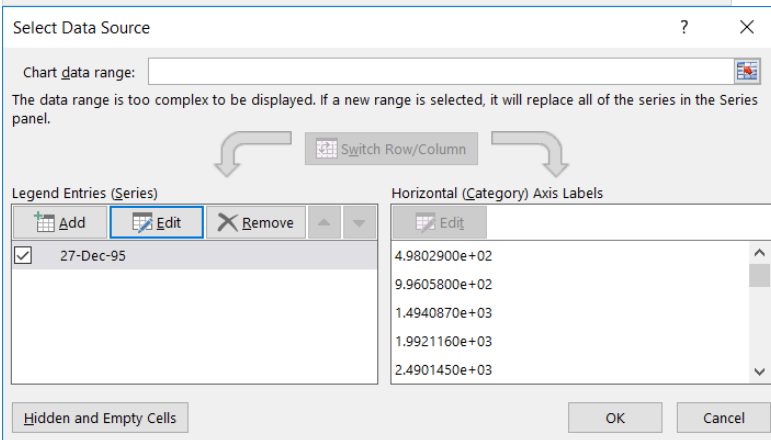 Select Data Source ? ×
Chart data range:
The data range is too complex to be displayed. If a new range is selected, it will replace all of the series in the Series
panel.
Switch Row/Column
Legend Entries (Series)
Add Edit Remove
27-Dec-95
Horizontal (Category) Axis Labels
Edit
4.9802900e+02
9.9605800e+02
1.4940870e+03
1.9921160e+03
2.4901450e+03
Hidden and Empty Cells
OK Cancel